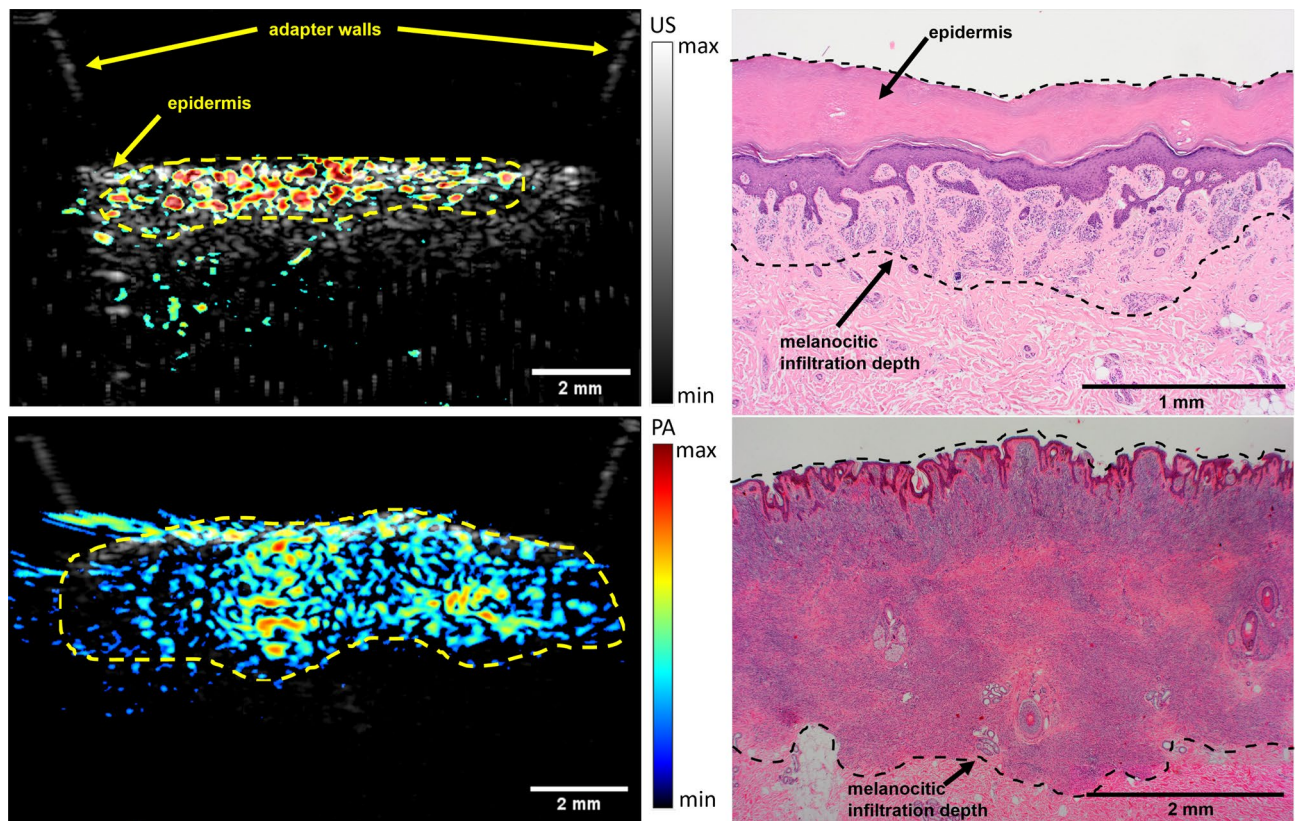 adapter walls
epidermis
2 mm
US
max
min
epidermis
melanocitic
infiltration depth
1 mm
2 mm
PA
max
min
melanocitic
infiltration depth
2 mm